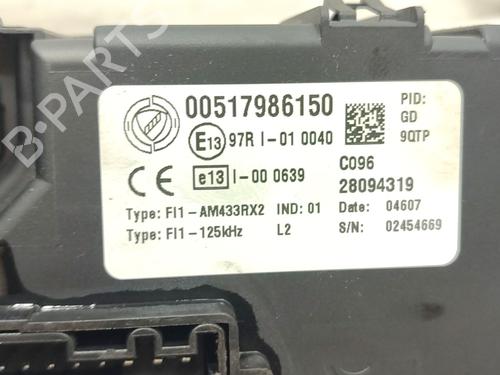 00517986150
PID:
GD
9QTP
E13 97R I-01 0040
CE e13 I-00 0639
C096
28094319
Type: FI1-AM433RX2 IND: 01 Date: 04607
Type: FI1-125kHz L2 S/N: 02454669
B-PARTS